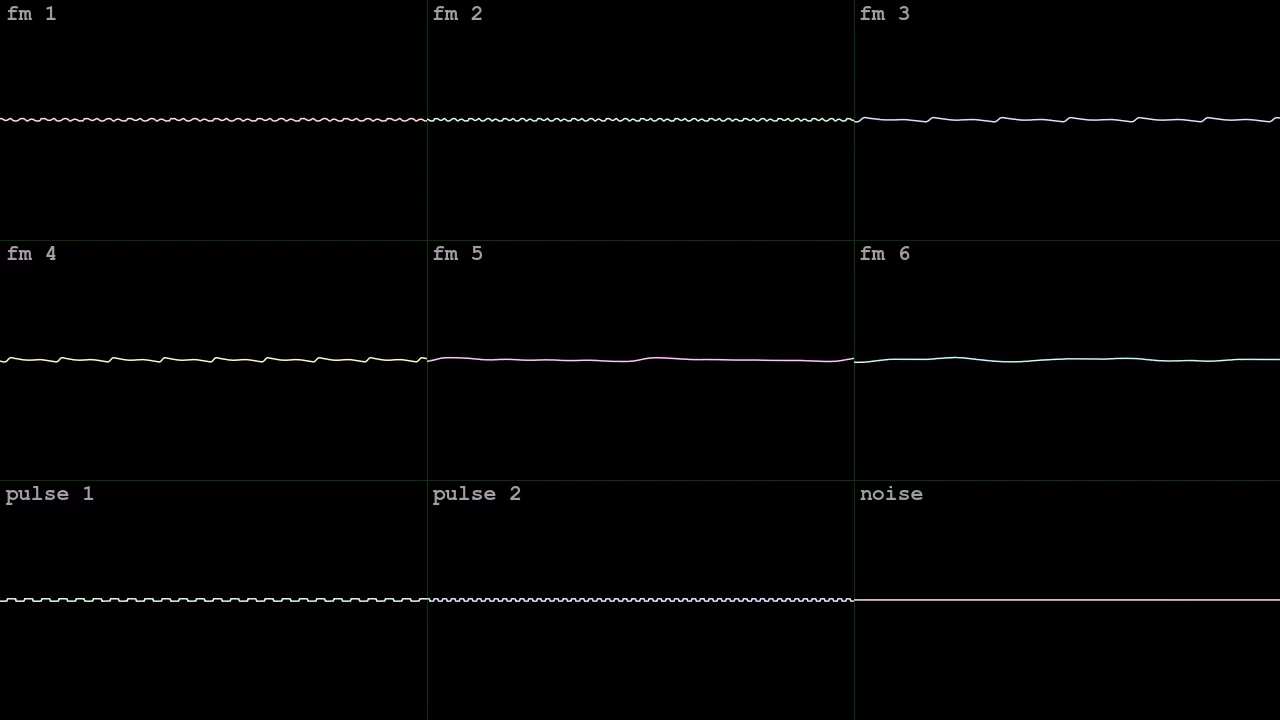 fm 1
fm 2
fm 3
fm 4
fm 5
fm 6
pulse 1
pulse 2
noise